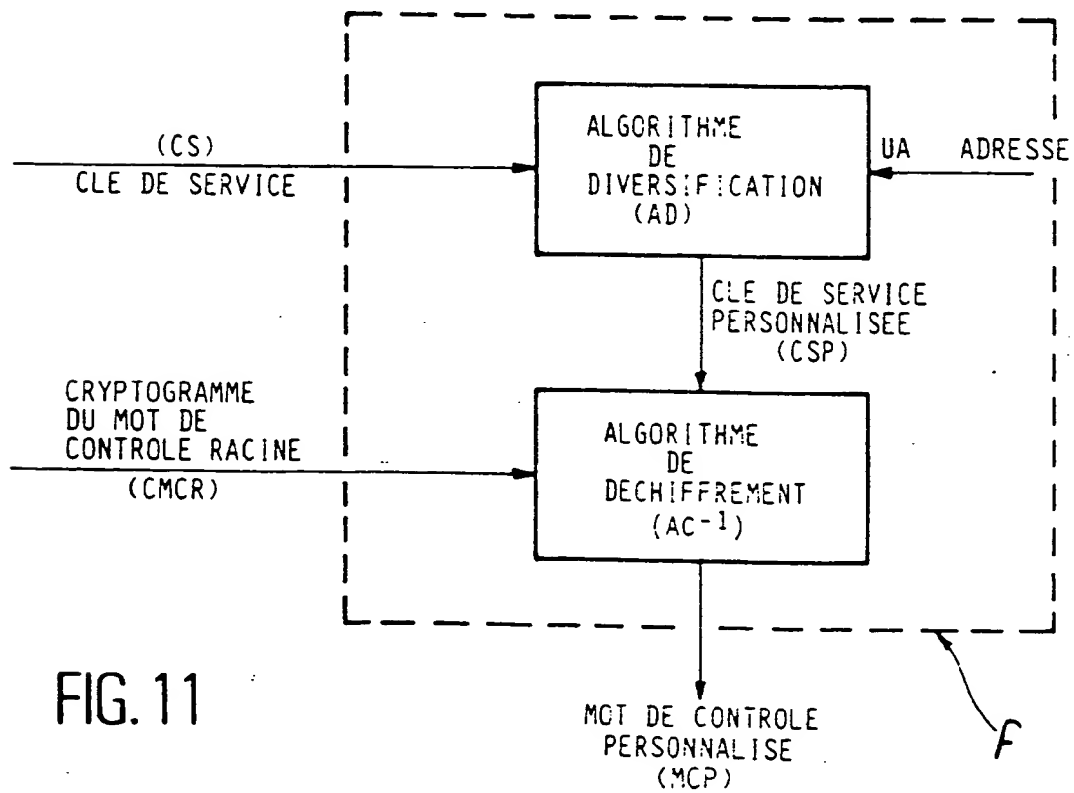 (CS)
CLE DE SERVICE
ALGORITHME
DE
DIVERSIFICATION
(AD)
UA ADRESSE
CLE DE SERVICE
PERSONNALISEE
(CSP)
CRYPTOGRAMME
DU MOT DE
CONTROLE RACINE
(CMCR)
ALGORITHME
DE
DECHIFFREMENT
(AC-1)
MOT DE CONTROLE
PERSONNALISE
(MCP)
F
FIG. 11